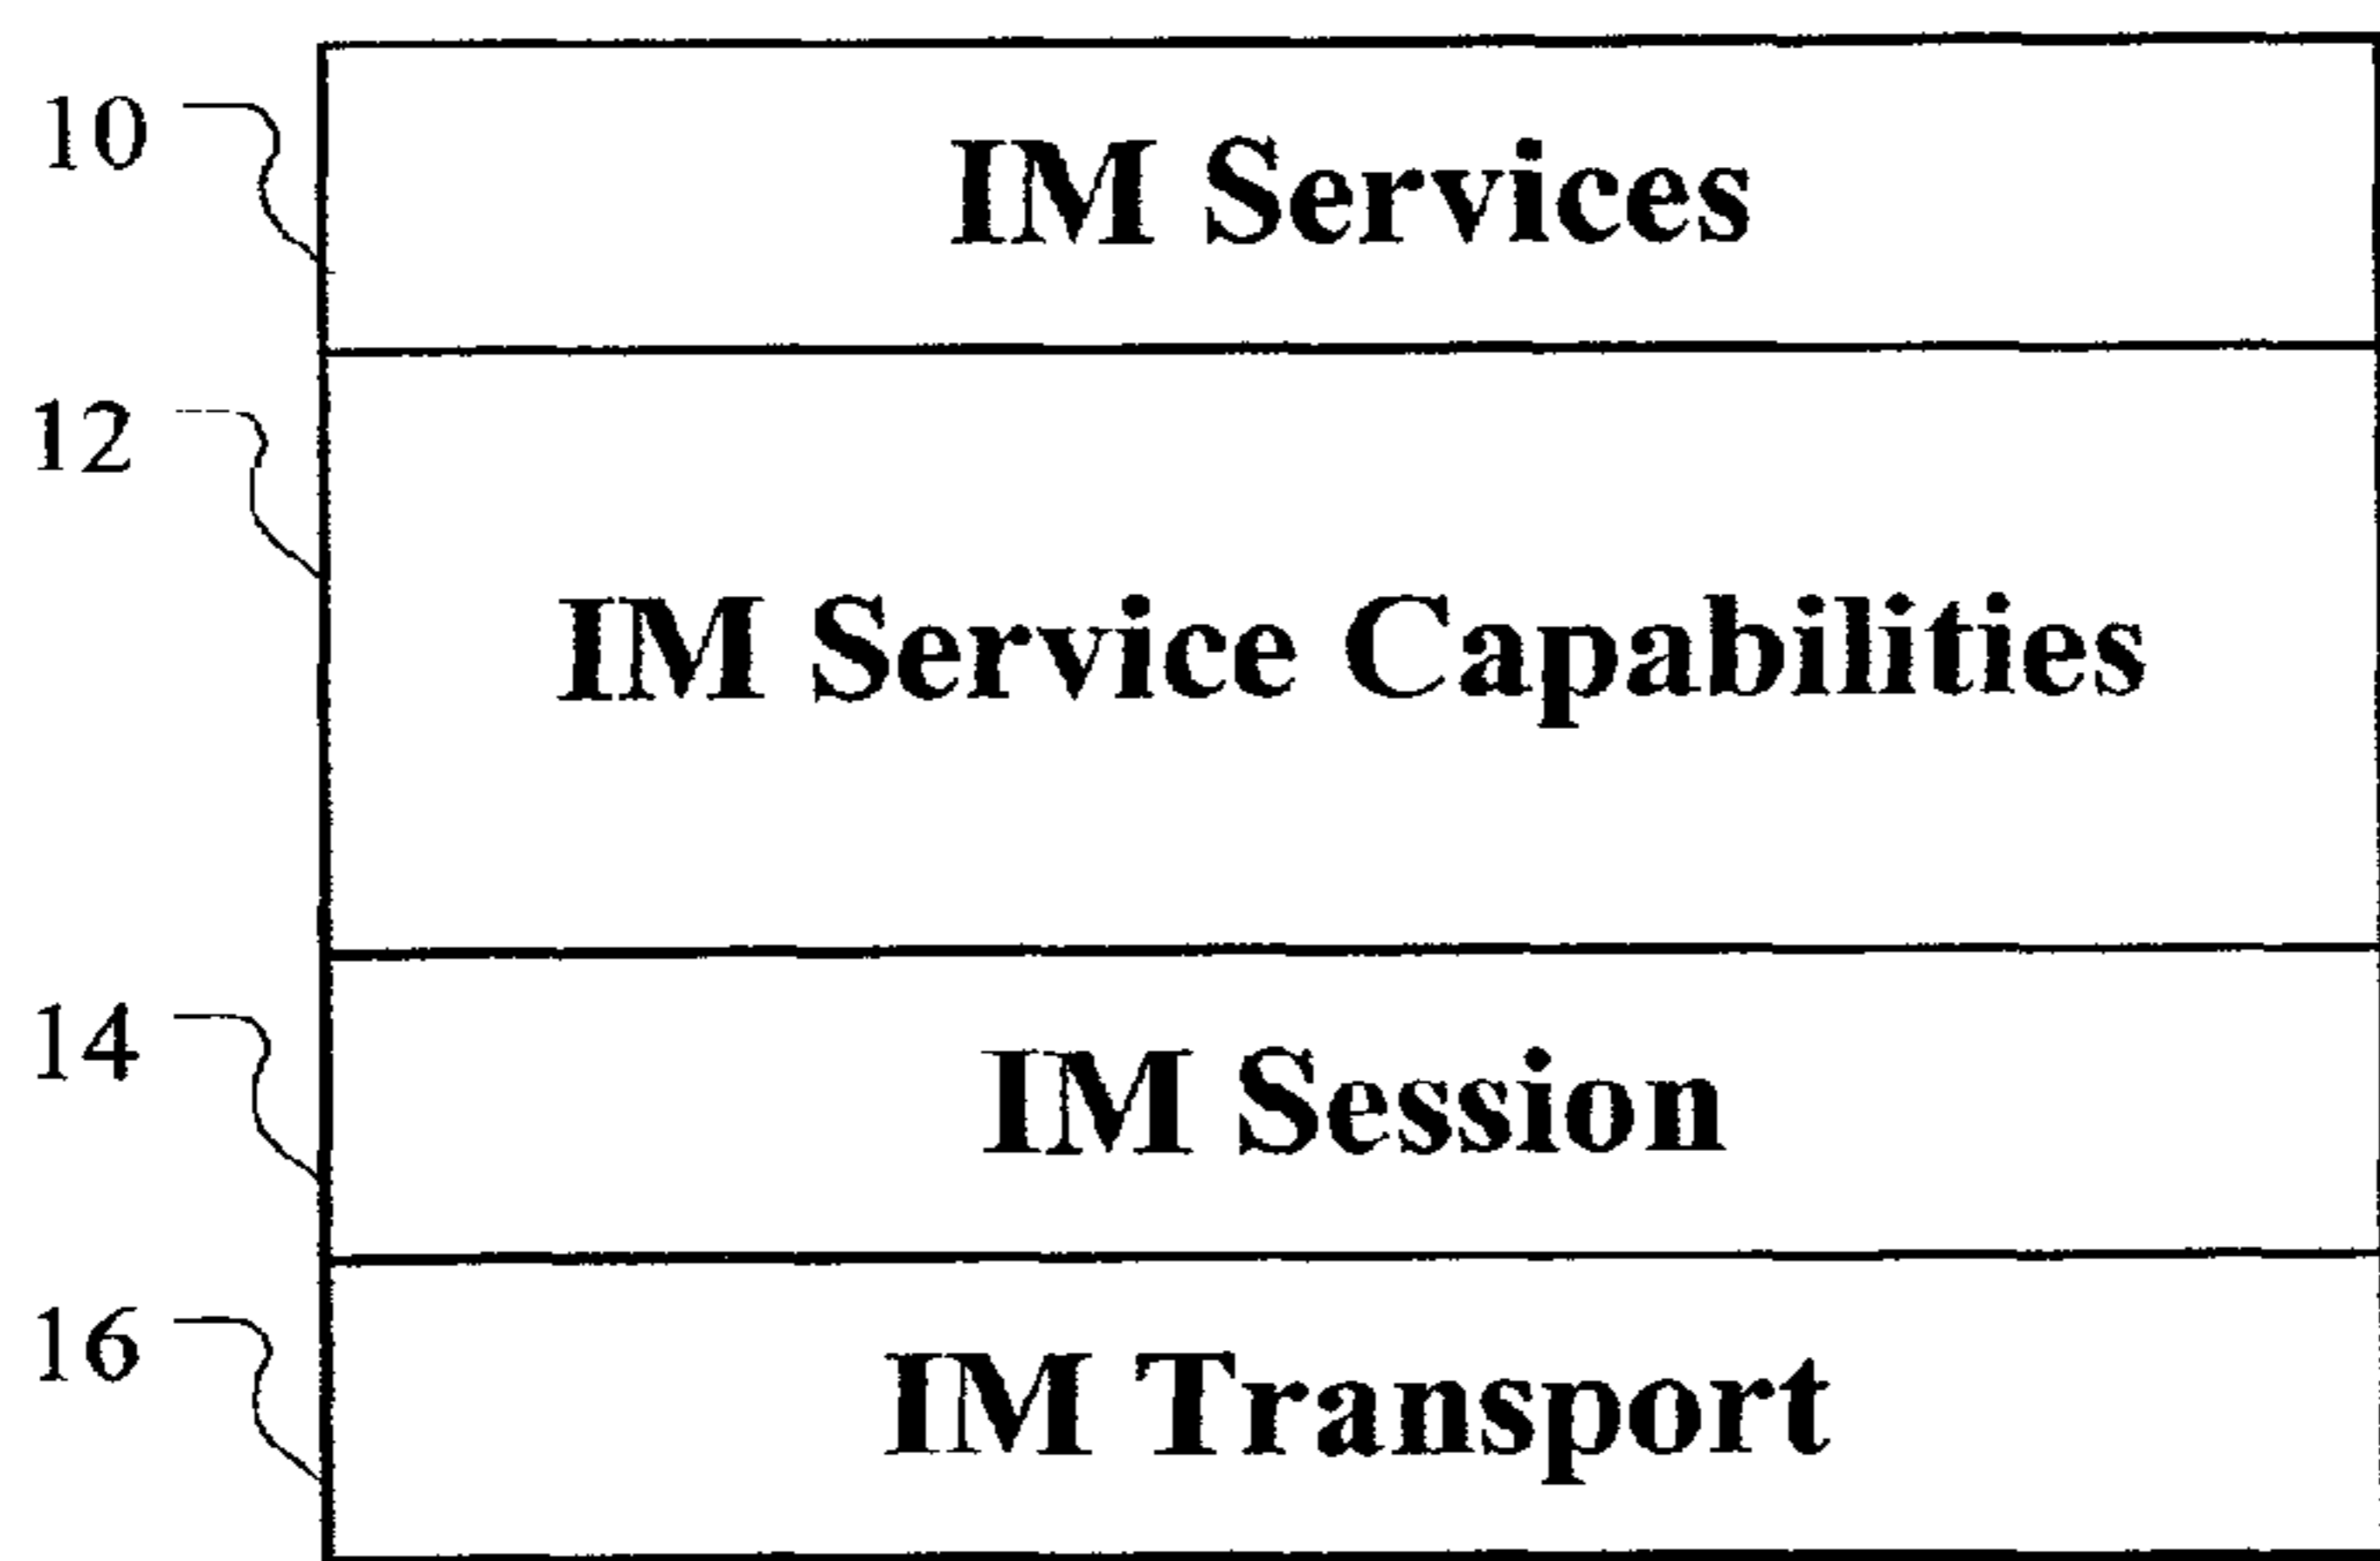 10
IM Services
12
IM Service Capabilities
14
IM Session
16
IM Transport